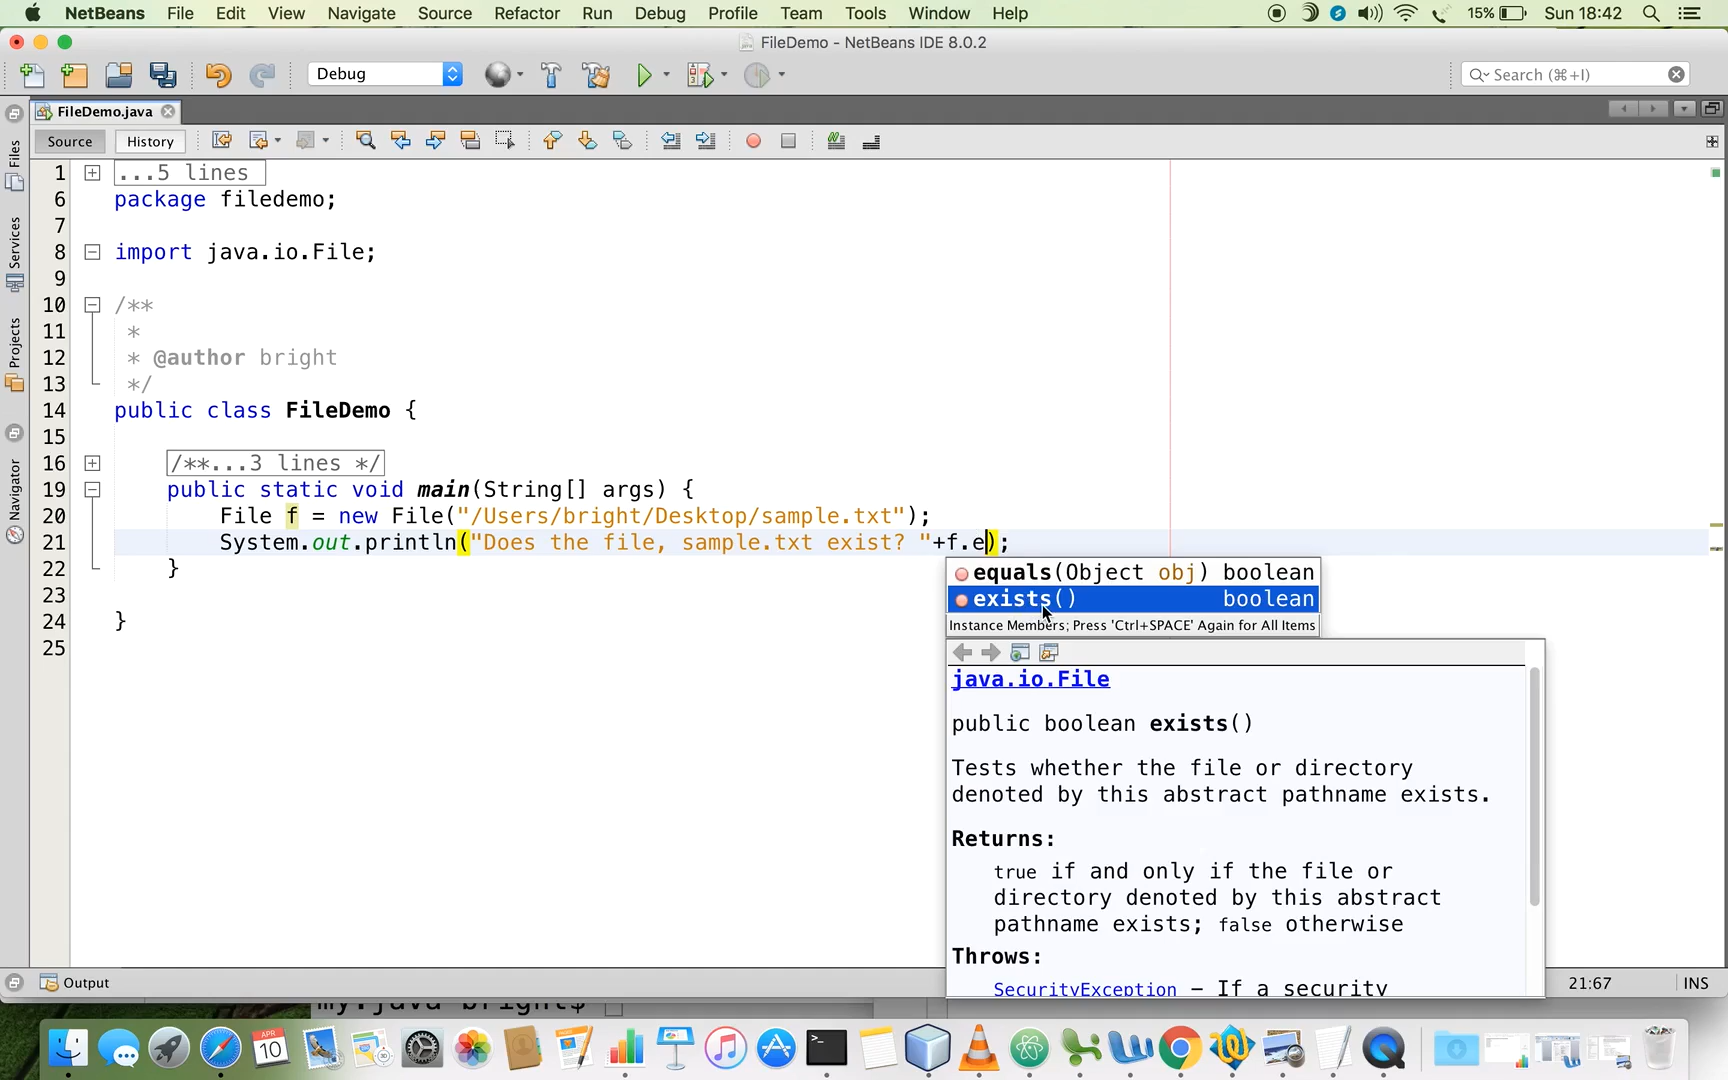 NetBeans File Edit View Navigate Source Refactor Run Debug Profile Team Tools Window Help 15% Sun 18:42
FileDemo - NetBeans IDE 8.0.2
Debug Search (⌘+I)
FileDemo.java
Source History
Files
Services
Projects
Navigator
1 ...5 lines
6 package filedemo;
7
8 import java.io.File;
9
10 /**
11 *
12 * @author bright
13 */
14 public class FileDemo {
15
16 /**...3 lines */
19 public static void main(String[] args) {
20 File f = new File("/Users/bright/Desktop/sample.txt");
21 System.out.println("Does the file, sample.txt exist? "+f.e);
22 }
23
24 }
25
equals(Object obj) boolean
exists() boolean
Instance Members; Press 'Ctrl+SPACE' Again for All Items
java.io.File
public boolean exists()
Tests whether the file or directory
denoted by this abstract pathname exists.
Returns:
true if and only if the file or
directory denoted by this abstract
pathname exists; false otherwise
Throws:
SecurityException – If a security
Output 21:67 INS
my.java bright$
APR
10